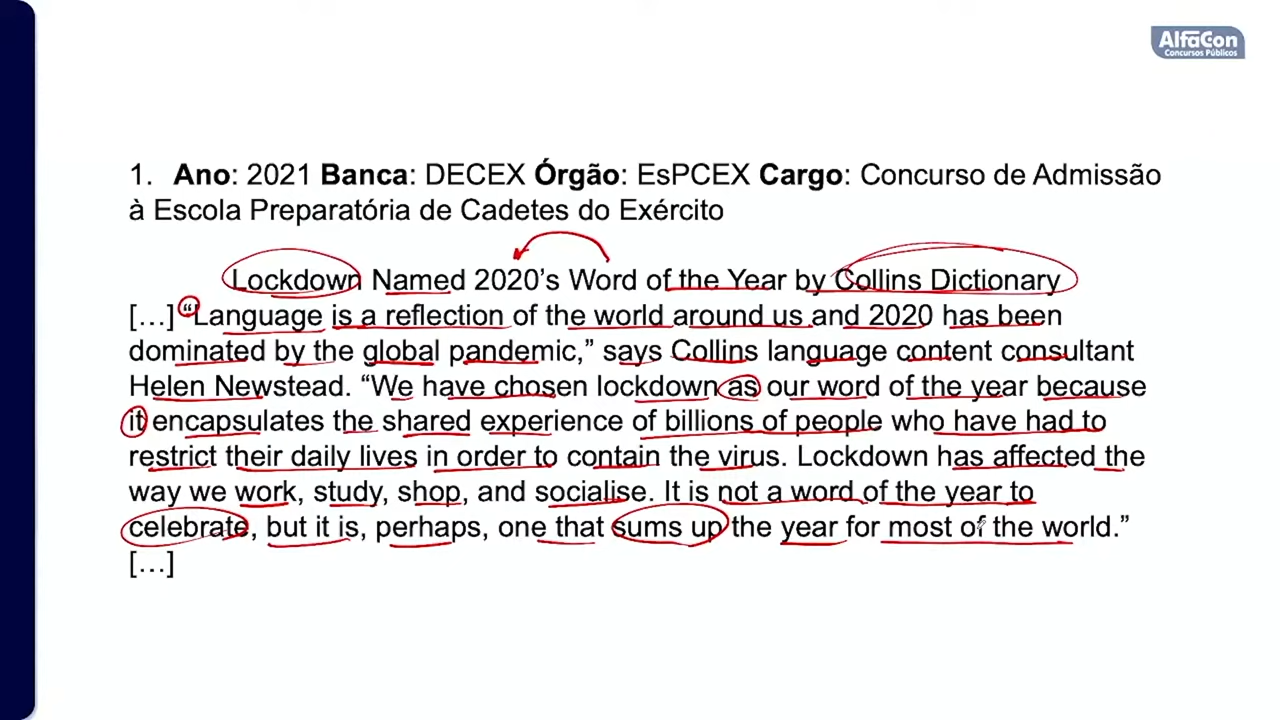 AlfaCon
Concursos Públicos
1. Ano: 2021 Banca: DECEX Órgão: EsPCEX Cargo: Concurso de Admissão
à Escola Preparatória de Cadetes do Exército
Lockdown Named 2020's Word of the Year by Collins Dictionary
[…] “Language is a reflection of the world around us and 2020 has been
dominated by the global pandemic,” says Collins language content consultant
Helen Newstead. “We have chosen lockdown as our word of the year because
it encapsulates the shared experience of billions of people who have had to
restrict their daily lives in order to contain the virus. Lockdown has affected the
way we work, study, shop, and socialise. It is not a word of the year to
celebrate, but it is, perhaps, one that sums up the year for most of the world.”
[…]